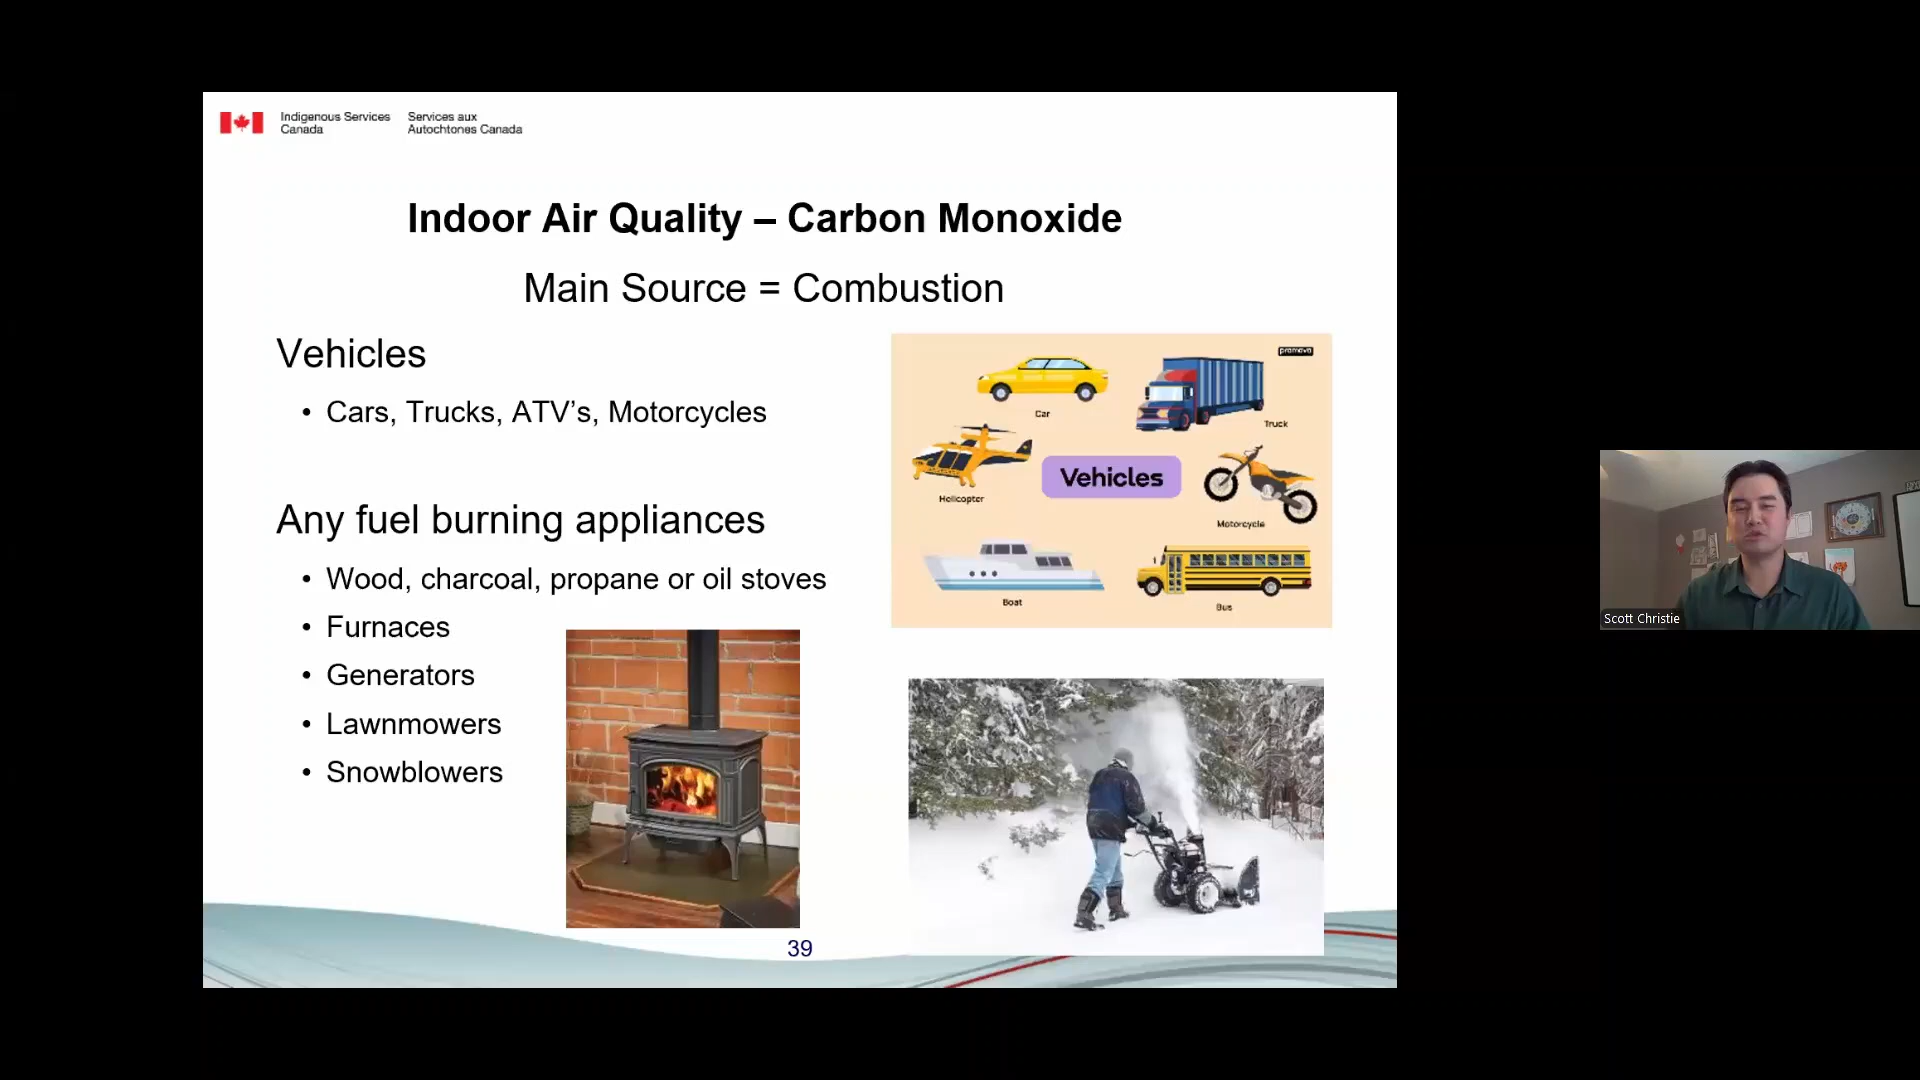 Indigenous Services
Canada
Services aux
Autochtones Canada
Indoor Air Quality – Carbon Monoxide
Main Source = Combustion
Vehicles
• Cars, Trucks, ATV’s, Motorcycles
Any fuel burning appliances
• Wood, charcoal, propane or oil stoves
• Furnaces
• Generators
• Lawnmowers
• Snowblowers
promova
Car
Truck
Helicopter
Vehicles
Motorcycle
Boat
Bus
39
Scott Christie